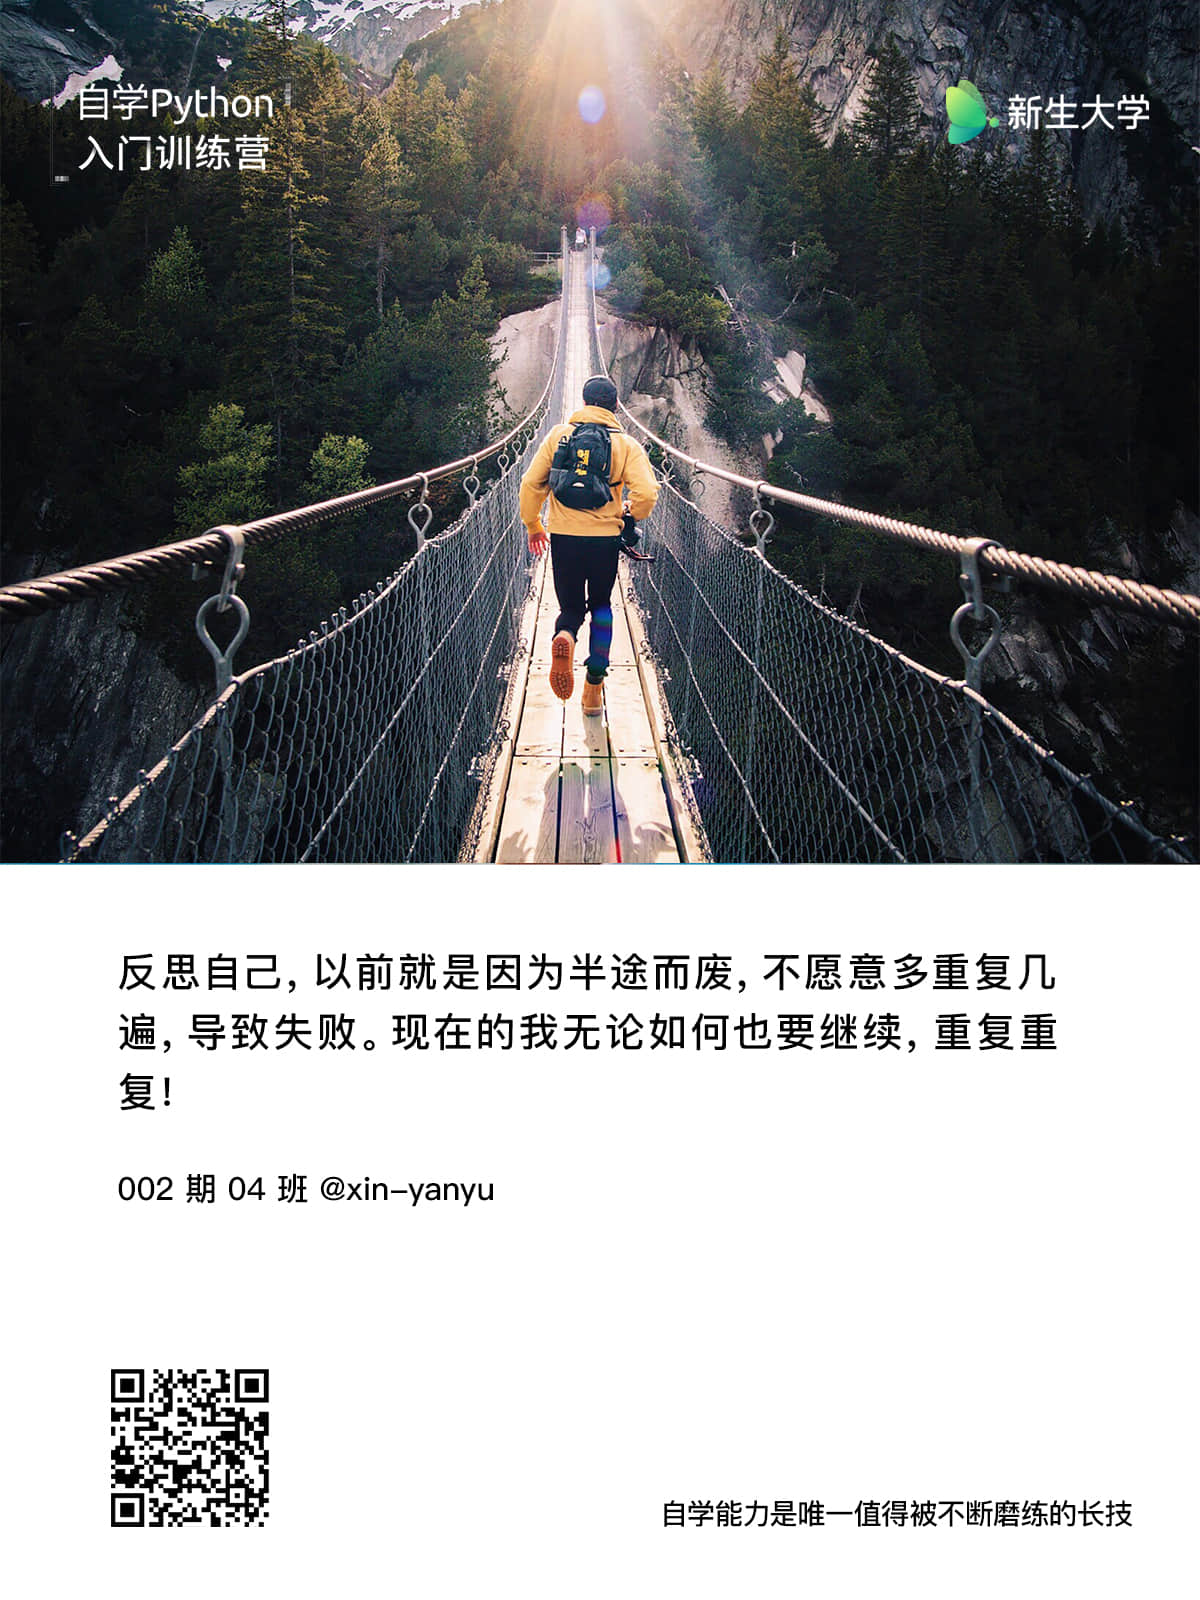 自学Python
入门训练营
新生大学
反思自己，以前就是因为半途而废，不愿意多重复几
遍，导致失败。现在的我无论如何也要继续，重复重
复！
002 期 04 班 @xin-yanyu
自学能力是唯一值得被不断磨练的长技